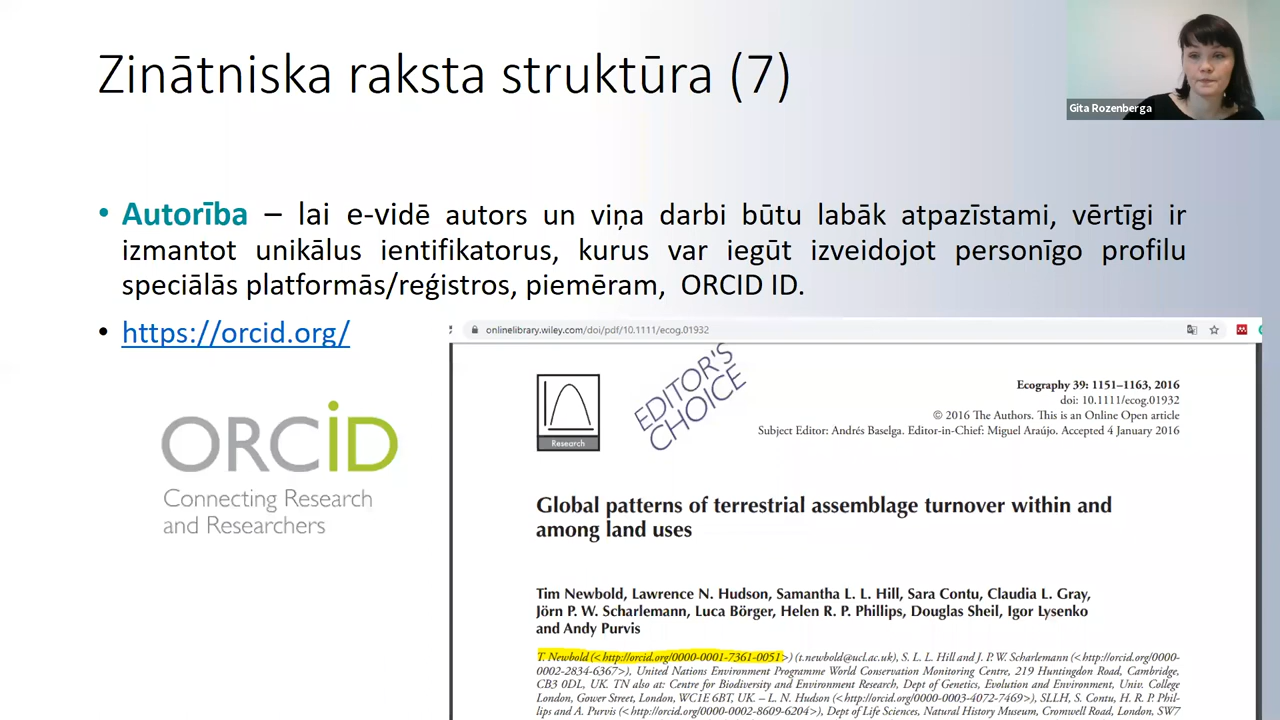 Zinātniska raksta struktūra (7)
Gita Rozenberga
• Autorība – lai e-vidē autors un viņa darbi būtu labāk atpazīstami, vērtīgi ir
izmantot unikālus ientifikatorus, kurus var iegūt izveidojot personīgo profilu
speciālās platformās/reģistros, piemēram, ORCID ID.
• https://orcid.org/
ORCiD
Connecting Research
and Researchers
onlinelibrary.wiley.com/doi/pdf/10.1111/ecog.01932
Research
EDITOR'S
CHOICE
Ecography 39: 1151–1163, 2016
doi: 10.1111/ecog.01932
© 2016 The Authors. This is an Online Open article
Subject Editor: Andrés Baselga. Editor-in-Chief: Miguel Araújo. Accepted 4 January 2016
Global patterns of terrestrial assemblage turnover within and
among land uses
Tim Newbold, Lawrence N. Hudson, Samantha L. L. Hill, Sara Contu, Claudia L. Gray,
Jörn P. W. Scharlemann, Luca Börger, Helen R. P. Phillips, Douglas Sheil, Igor Lysenko
and Andy Purvis
T. Newbold (<http://orcid.org/0000-0001-7361-0051>) (t.newbold@ucl.ac.uk), S. L. L. Hill and J. P. W. Scharlemann (<http://orcid.org/0000-
0002-2834-6367>), United Nations Environment Programme World Conservation Monitoring Centre, 219 Huntingdon Road, Cambridge,
CB3 0DL, UK. TN also at: Centre for Biodiversity and Environment Research, Dept of Genetics, Evolution and Environment, Univ. College
London, Gower Street, London, WC1E 6BT, UK. – L. N. Hudson (<http://orcid.org/0000-0003-4072-7469>), SLLH, S. Contu, H. R. P. Phil-
lips and A. Purvis (<http://orcid.org/0000-0002-8609-6204>), Dept of Life Sciences, Natural History Museum, Cromwell Road, London, SW7